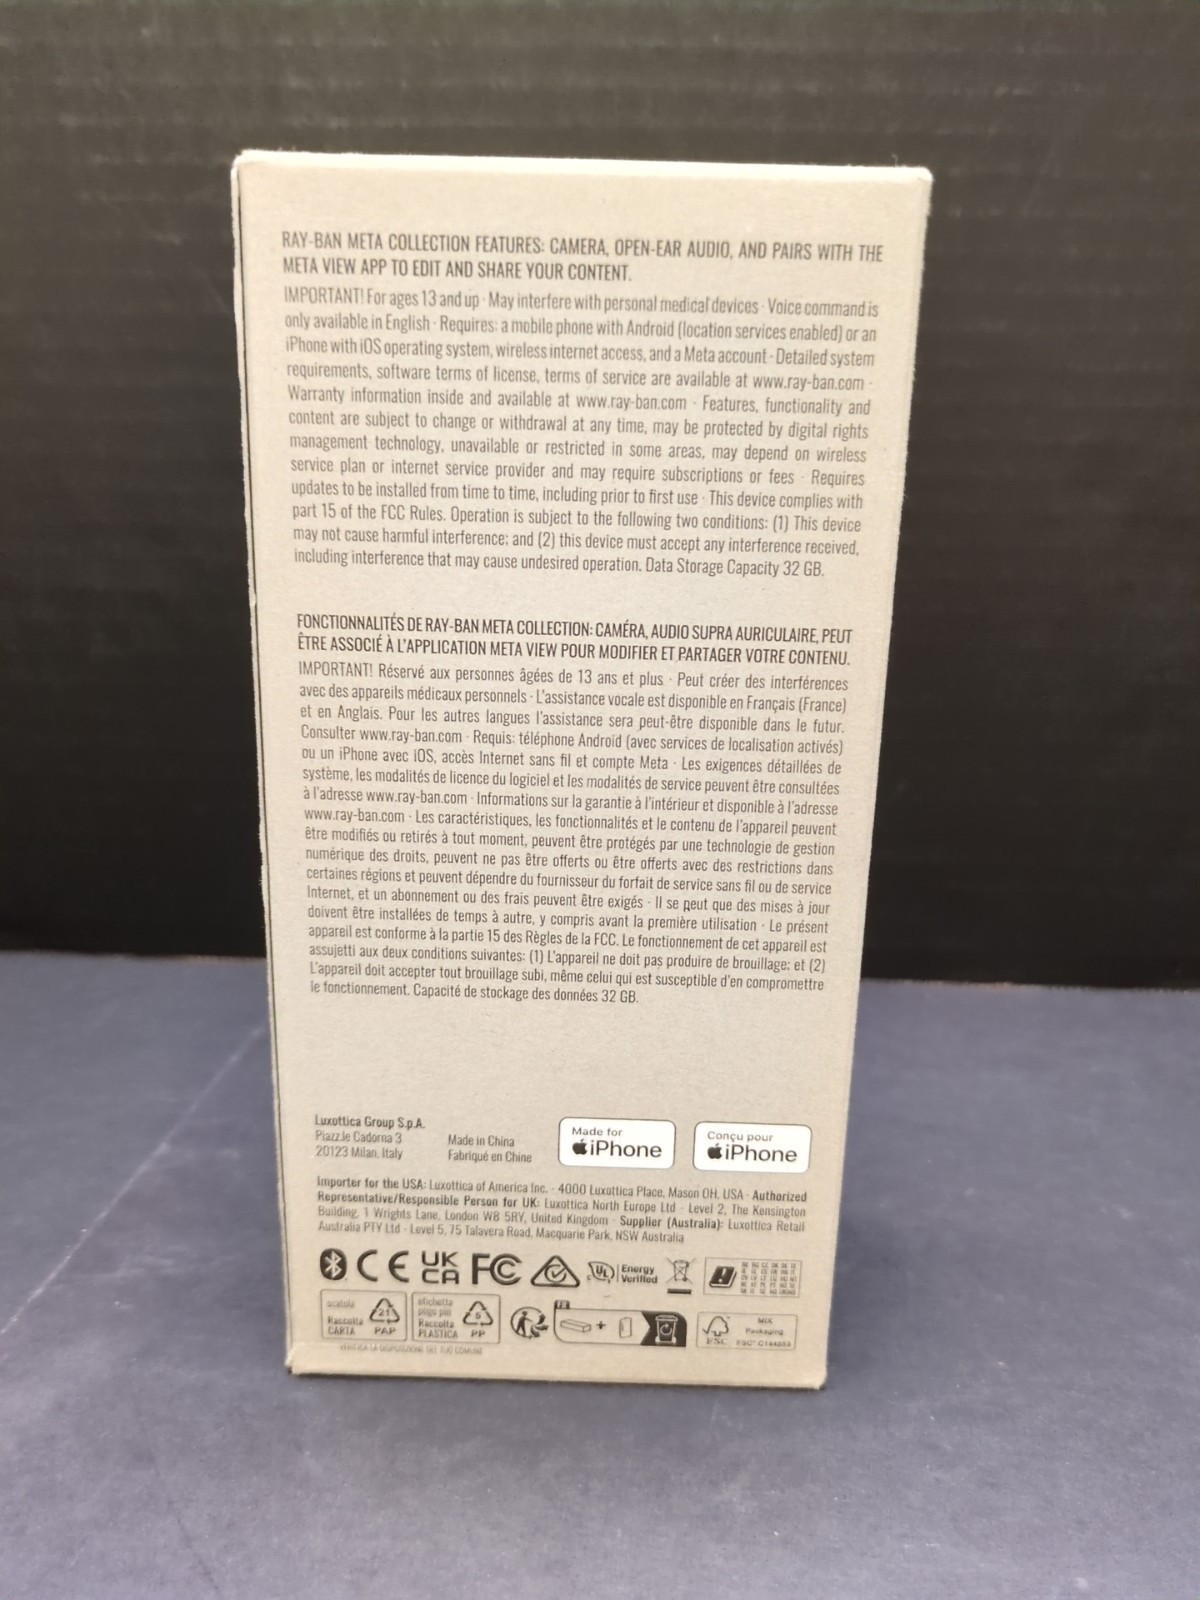 RAY-BAN META COLLECTION FEATURES: CAMERA, OPEN-EAR AUDIO, AND PAIRS WITH THE
META VIEW APP TO EDIT AND SHARE YOUR CONTENT.
IMPORTANT! For ages 13 and up · May interfere with personal medical devices · Voice command is
only available in English · Requires: a mobile phone with Android (location services enabled) or an
iPhone with iOS operating system, wireless internet access, and a Meta account · Detailed system
requirements, software terms of license, terms of service are available at www.ray-ban.com ·
Warranty information inside and available at www.ray-ban.com · Features, functionality and
content are subject to change or withdrawal at any time, may be protected by digital rights
management technology, unavailable or restricted in some areas, may depend on wireless
service plan or internet service provider and may require subscriptions or fees · Requires
updates to be installed from time to time, including prior to first use · This device complies with
part 15 of the FCC Rules. Operation is subject to the following two conditions: (1) This device
may not cause harmful interference; and (2) this device must accept any interference received,
including interference that may cause undesired operation. Data Storage Capacity 32 GB.
FONCTIONNALITÉS DE RAY-BAN META COLLECTION: CAMÉRA, AUDIO SUPRA AURICULAIRE, PEUT
ÊTRE ASSOCIÉ À L'APPLICATION META VIEW POUR MODIFIER ET PARTAGER VOTRE CONTENU.
IMPORTANT! Réservé aux personnes âgées de 13 ans et plus · Peut créer des interférences
avec des appareils médicaux personnels · L'assistance vocale est disponible en Français (France)
et en Anglais. Pour les autres langues l'assistance sera peut-être disponible dans le futur.
Consulter www.ray-ban.com · Requis: téléphone Android (avec services de localisation activés)
ou un iPhone avec iOS, accès Internet sans fil et compte Meta · Les exigences détaillées de
système, les modalités de licence du logiciel et les modalités de service peuvent être consultées
à l'adresse www.ray-ban.com · Informations sur la garantie à l'intérieur et disponible à l'adresse
www.ray-ban.com · Les caractéristiques, les fonctionnalités et le contenu de l'appareil peuvent
être modifiés ou retirés à tout moment, peuvent être protégés par une technologie de gestion
numérique des droits, peuvent ne pas être offerts ou être offerts avec des restrictions dans
certaines régions et peuvent dépendre du fournisseur du forfait de service sans fil ou de service
Internet, et un abonnement ou des frais peuvent être exigés · Il se peut que des mises à jour
doivent être installées de temps à autre, y compris avant la première utilisation · Le présent
appareil est conforme à la partie 15 des Règles de la FCC. Le fonctionnement de cet appareil est
assujetti aux deux conditions suivantes: (1) L'appareil ne doit pas produire de brouillage; et (2)
L'appareil doit accepter tout brouillage subi, même celui qui est susceptible d'en compromettre
le fonctionnement. Capacité de stockage des données 32 GB.
Luxottica Group S.p.A.
Piazz.le Cadorna 3
20123 Milan, Italy
Made in China
Fabriqué en Chine
Made for
iPhone
Conçu pour
iPhone
Importer for the USA: Luxottica of America Inc. · 4000 Luxottica Place, Mason OH, USA · Authorized
Representative/Responsible Person for UK: Luxottica North Europe Ltd · Level 2, The Kensington
Building, 1 Wrights Lane, London W8 5RY, United Kingdom · Supplier (Australia): Luxottica Retail
Australia PTY Ltd · Level 5, 75 Talavera Road, Macquarie Park, NSW Australia
CE UK CA FC UL Energy Verified
scatola
Raccolta
CARTA
21
PAP
etichetta
Raccolta
PLASTICA
5
PP
FR
+
FSC
MIX
Packaging
FSC® C144853
VERIFICA LE DISPOSIZIONI DEL TUO COMUNE